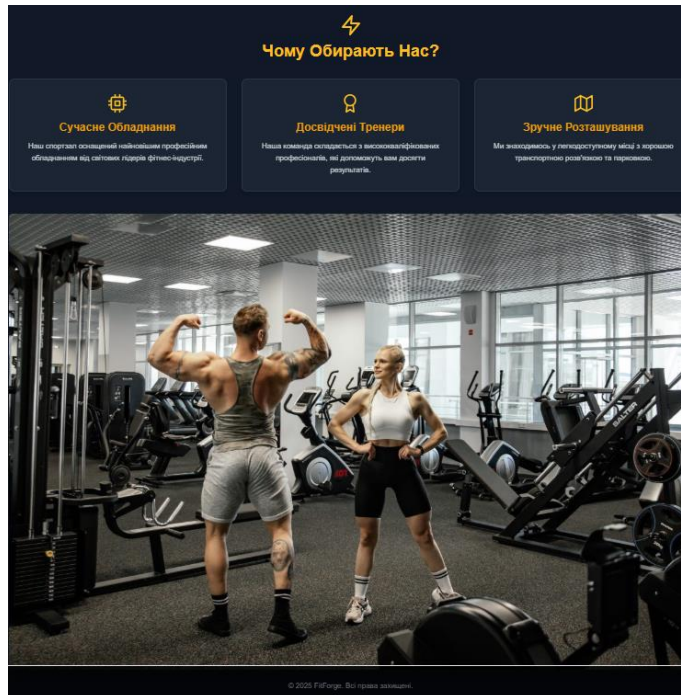 Чому Обирають Нас?
Сучасне Обладнання
Наш спортзал оснащений найновішим професійним
обладнанням від світових лідерів фітнес-індустрії.
Досвідчені Тренери
Наша команда складається з висококваліфікованих
професіоналів, які допоможуть вам досягти
результатів.
Зручне Розташування
Ми знаходимось у легкодоступному місці з хорошою
транспортною розв'язкою та парковкою.
SALTER
© 2025 FitForge. Всі права захищені.